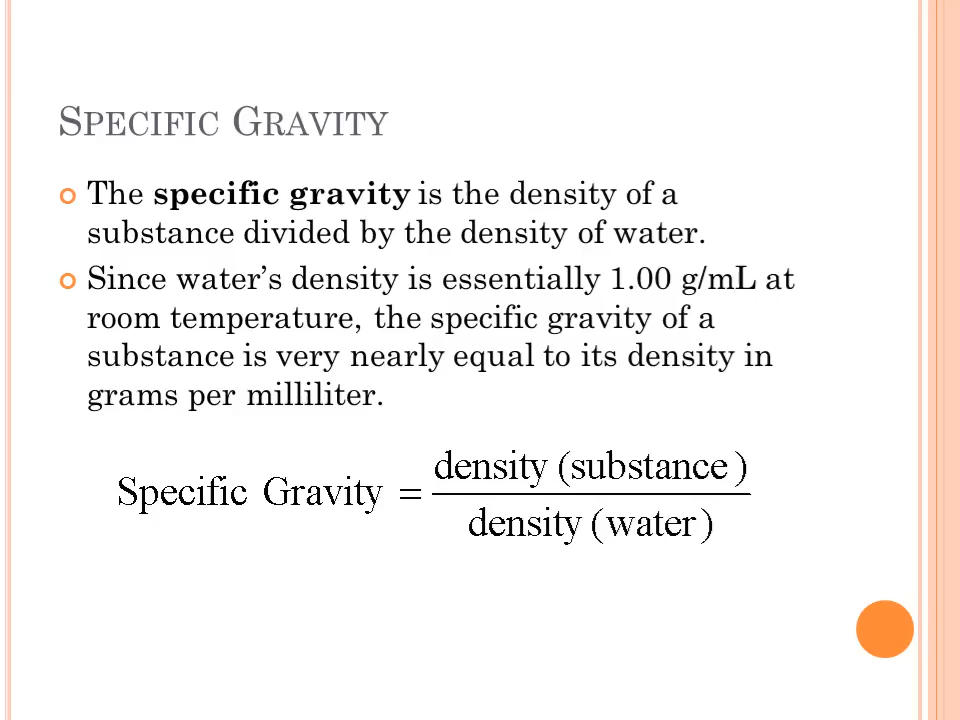 SPECIFIC GRAVITY
The specific gravity is the density of a
substance divided by the density of water.
Since water’s density is essentially 1.00 g/mL at
room temperature, the specific gravity of a
substance is very nearly equal to its density in
grams per milliliter.
Specific Gravity = density (substance) / density (water)